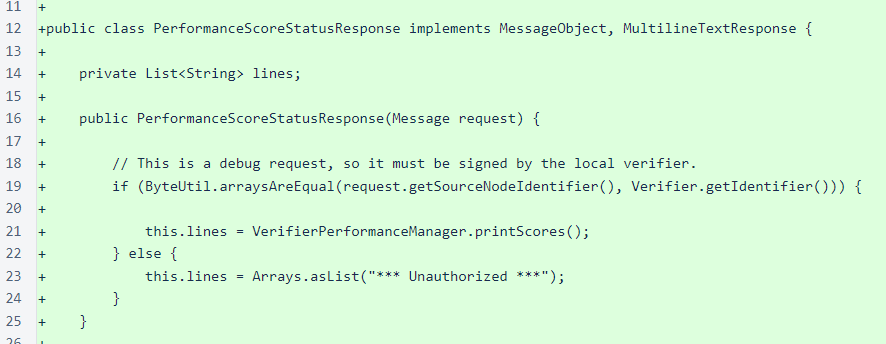 11 +
12 +public class PerformanceScoreStatusResponse implements MessageObject, MultilineTextResponse {
13 +
14 +    private List<String> lines;
15 +
16 +    public PerformanceScoreStatusResponse(Message request) {
17 +
18 +        // This is a debug request, so it must be signed by the local verifier.
19 +        if (ByteUtil.arraysAreEqual(request.getSourceNodeIdentifier(), Verifier.getIdentifier())) {
20 +
21 +            this.lines = VerifierPerformanceManager.printScores();
22 +        } else {
23 +            this.lines = Arrays.asList("*** Unauthorized ***");
24 +        }
25 +    }
26 +